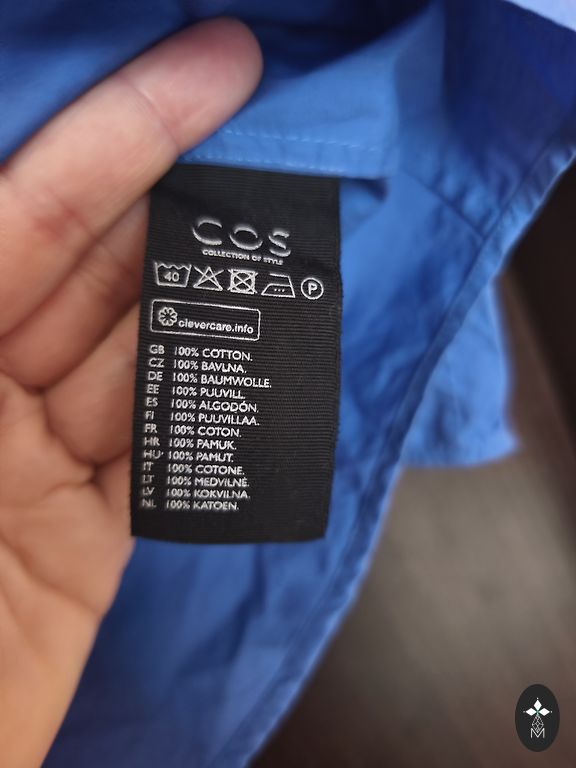 COS
COLLECTION OF STYLE
40
P
clevercare.info
GB 100% COTTON.
CZ 100% BAVLNA.
DE 100% BAUMWOLLE.
EE 100% PUUVILL.
ES 100% ALGODÓN.
FI 100% PUUVILLAA.
FR 100% COTON.
HR 100% PAMUK.
HU 100% PAMUT.
IT 100% COTONE.
LT 100% MEDVILNĖ.
LV 100% KOKVILNA.
NL 100% KATOEN.
M